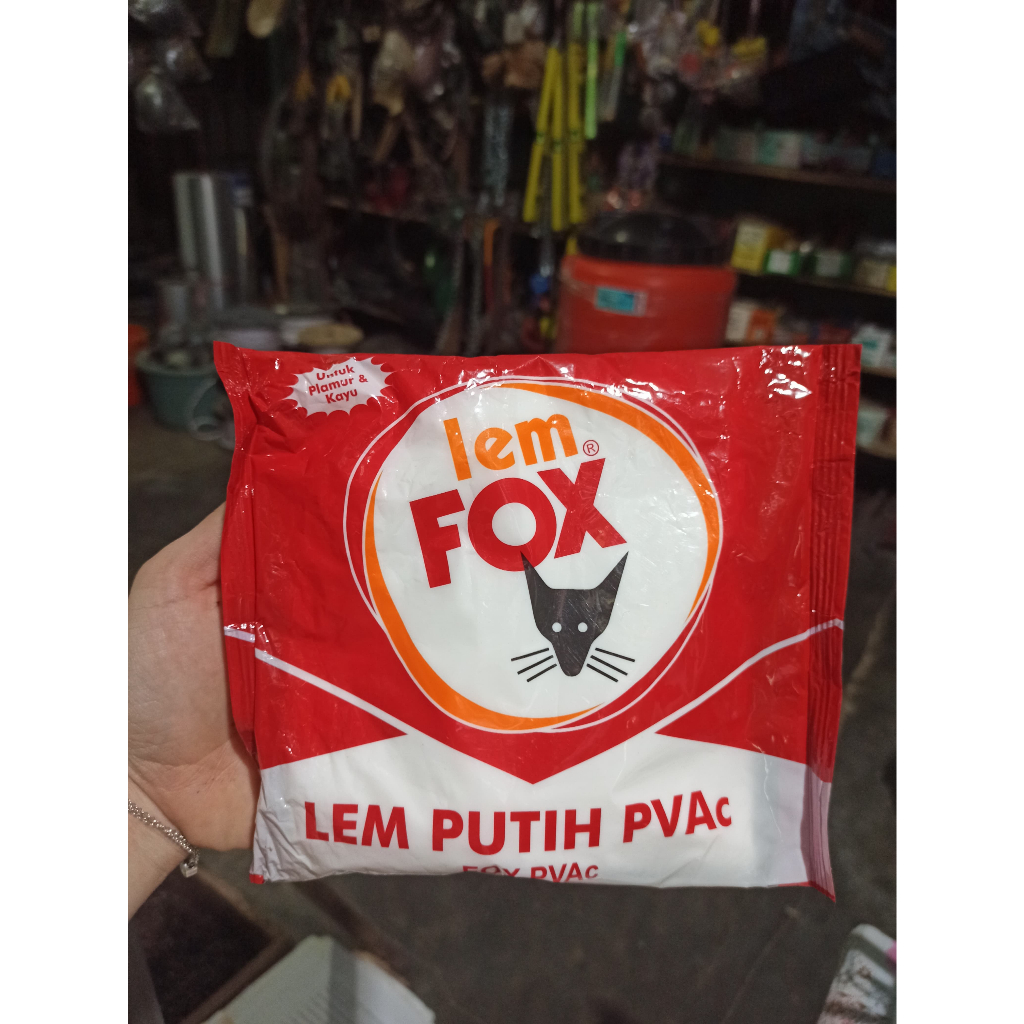 Untuk
Plamur &
Kayu
lem
FOX®
LEM PUTIH PVAc
FOX PVAc